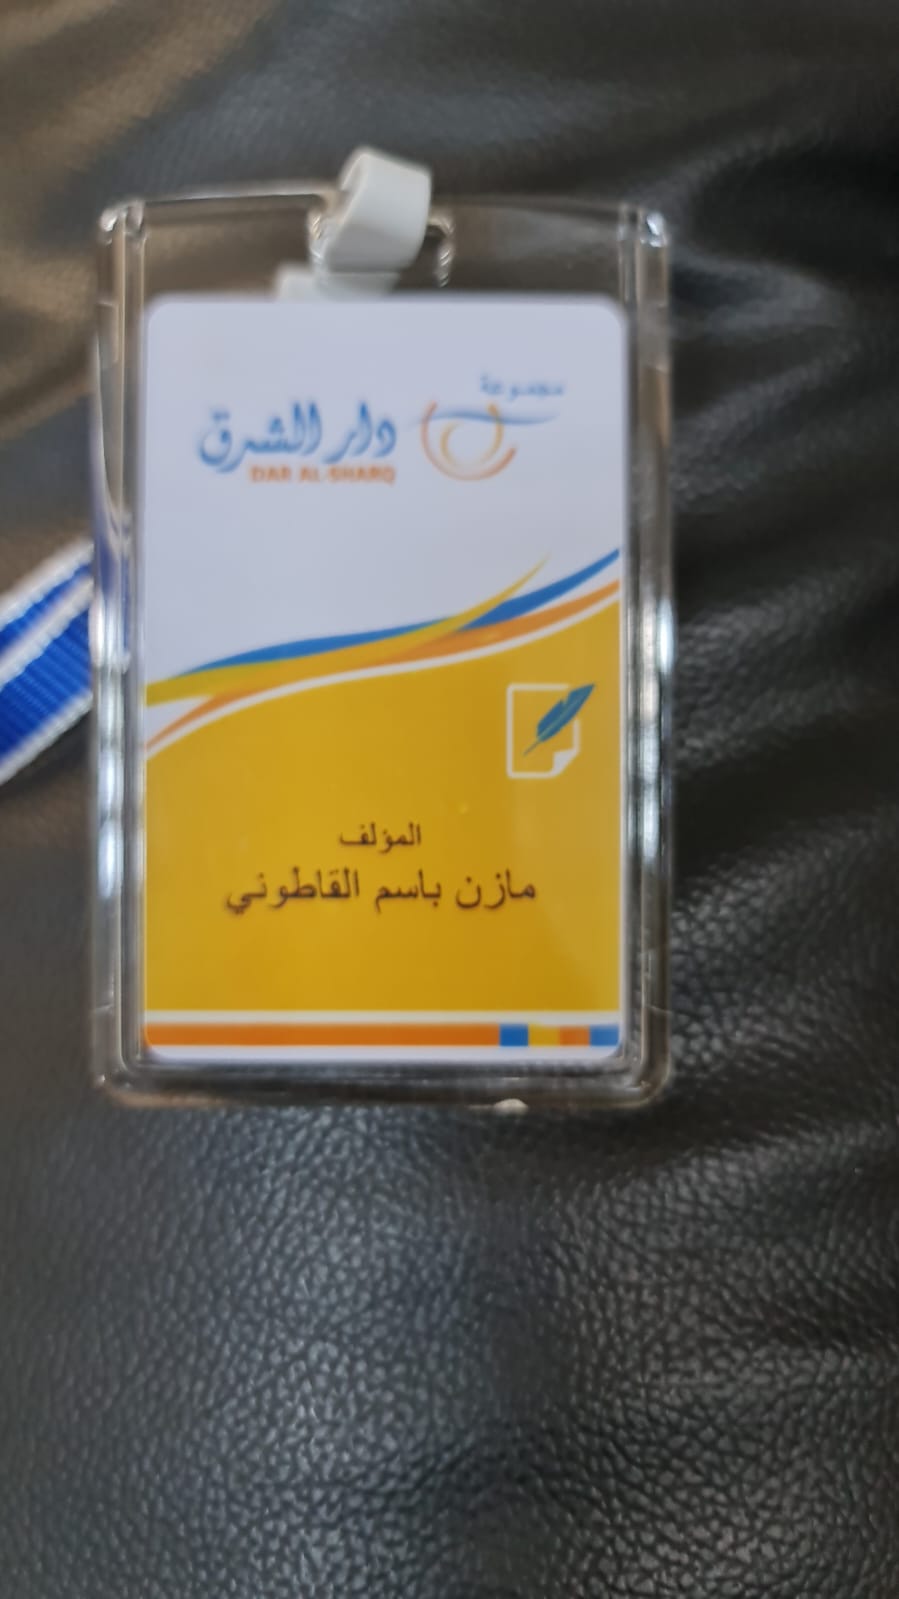 مجموعة
دار الشرق
DAR AL-SHARQ
المؤلف
مازن باسم القاطوني